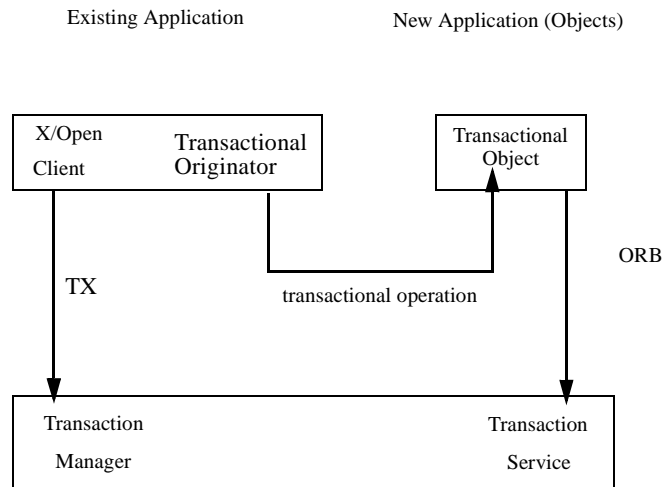 Existing Application
New Application (Objects)
X/Open
Client
Transactional
Originator
Transactional
Object
TX
transactional operation
ORB
Transaction
Manager
Transaction
Service